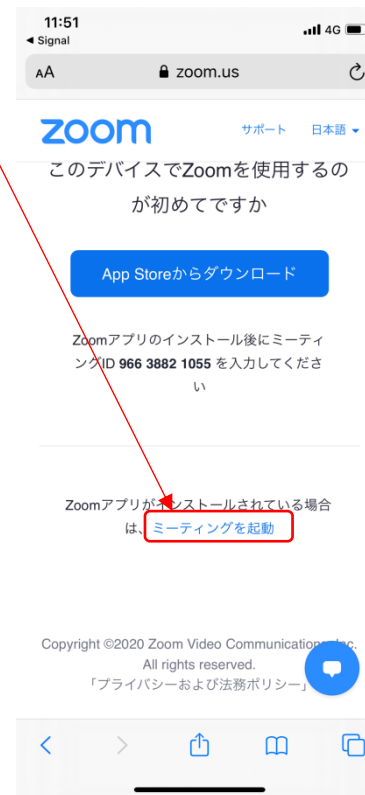 11:51
4G
◀ Signal
AA zoom.us
zoom サポート 日本語
このデバイスでZoomを使用するの
が初めてですか
App Storeからダウンロード
Zoomアプリのインストール後にミーティ
ングID 966 3882 1055 を入力してくださ
い
Zoomアプリがインストールされている場合
は、ミーティングを起動
Copyright ©2020 Zoom Video Communications, Inc.
All rights reserved.
「プライバシーおよび法務ポリシー」